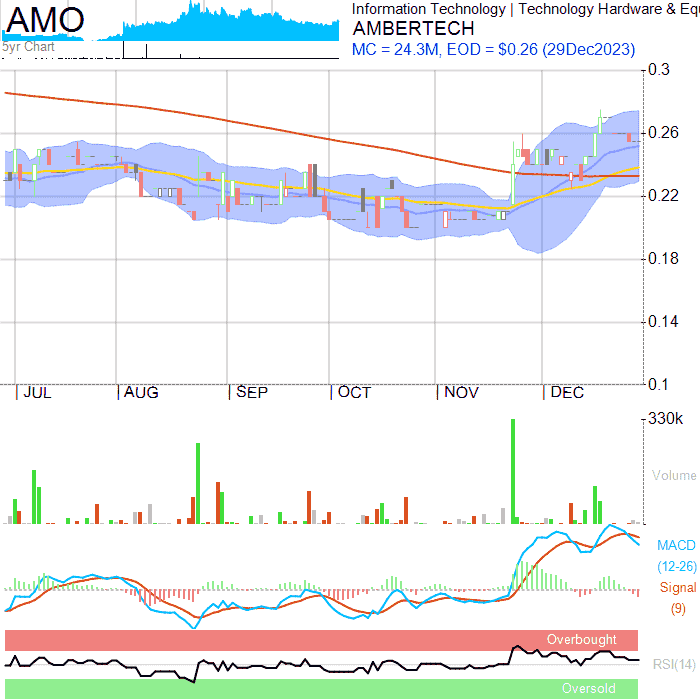 AMO
5yr Chart
Information Technology | Technology Hardware & Equ
AMBERTECH
MC = 24.3M, EOD = $0.26 (29Dec2023)
0.3
0.26
0.22
0.18
0.14
0.1
JUL AUG SEP OCT NOV DEC
330k
Volume
MACD
(12-26)
Signal
(9)
Overbought
RSI(14)
Oversold